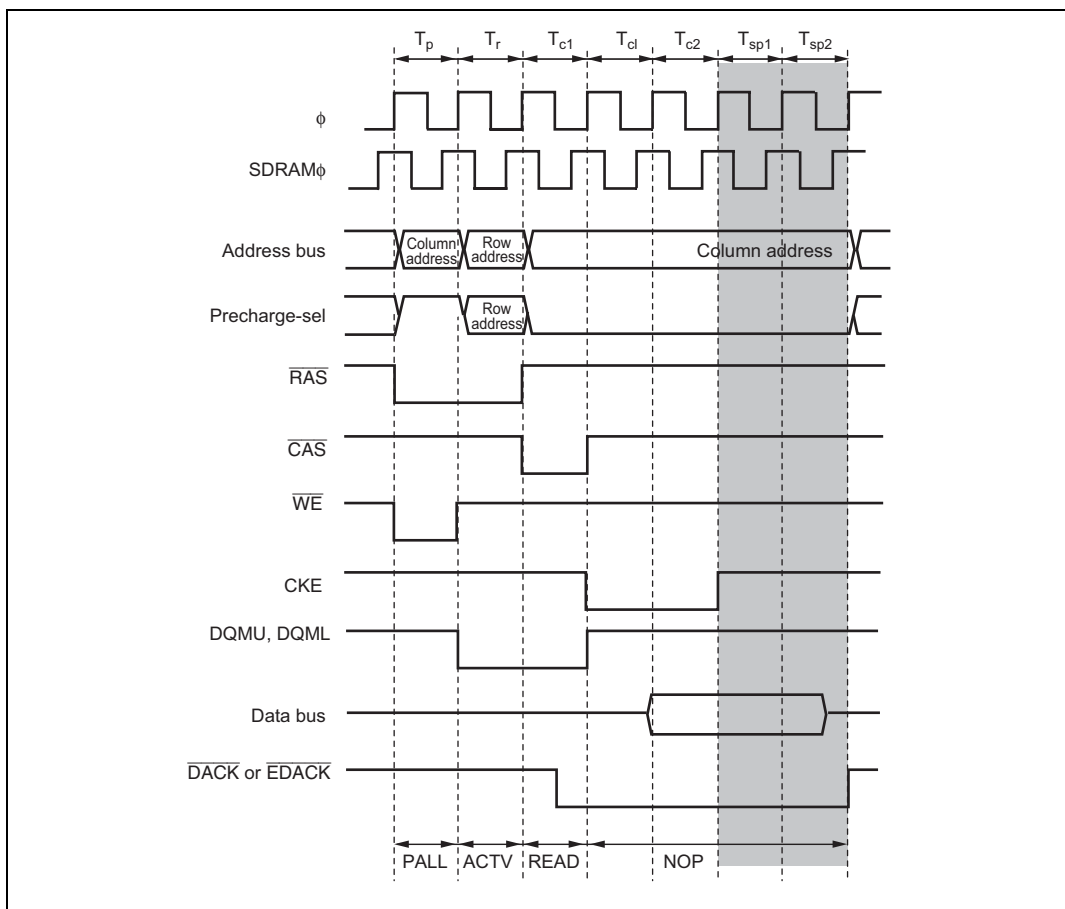 Tp Tr Tc1 Tcl Tc2 Tsp1 Tsp2
ϕ
SDRAMϕ
Address bus
Column address
Row address
Column address
Precharge-sel
Row address
RAS
CAS
WE
CKE
DQMU, DQML
Data bus
DACK or EDACK
PALL ACTV READ NOP